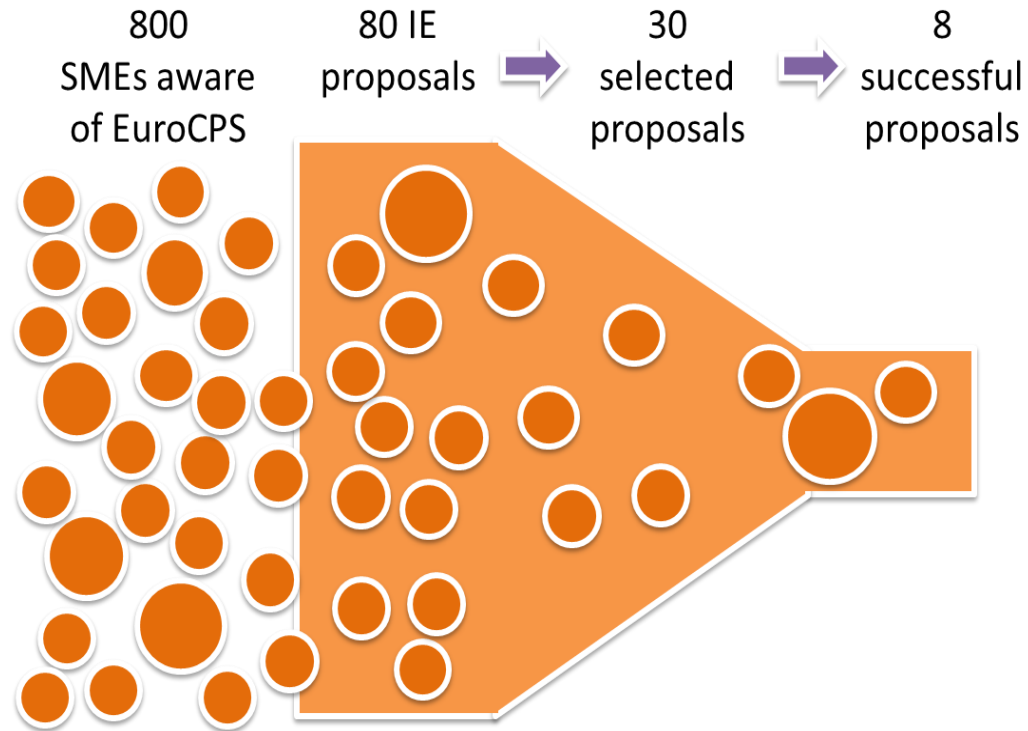 800
SMEs aware
of EuroCPS
80 IE
proposals
30
selected
proposals
8
successful
proposals